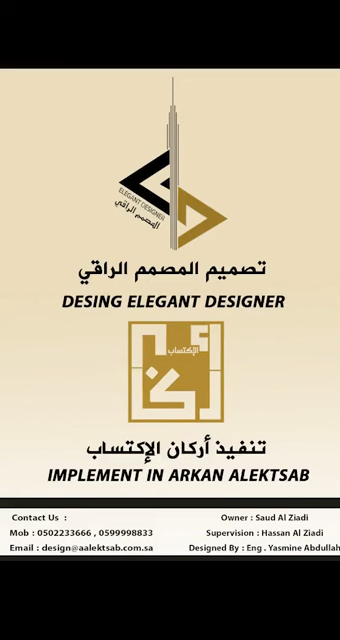 ELEGANT DESIGNER
المصمم الراقي
تصميم المصمم الراقي
DESING ELEGANT DESIGNER
الإكتساب
أركان
تنفيذ أركان الإكتساب
IMPLEMENT IN ARKAN ALEKTSAB
Contact Us :
Owner : Saud Al Ziadi
Mob : 0502233666 , 0599998833
Supervision : Hassan Al Ziadi
Email : design@aalektsab.com.sa
Designed By : Eng . Yasmine Abdullah